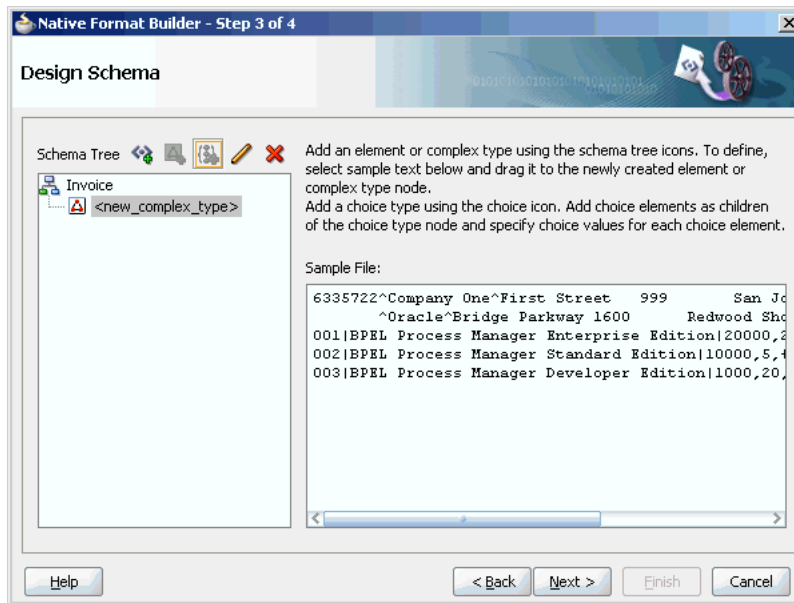 Native Format Builder - Step 3 of 4
Design Schema
Schema Tree
Invoice
<new_complex_type>
Add an element or complex type using the schema tree icons. To define,
select sample text below and drag it to the newly created element or
complex type node.
Add a choice type using the choice icon. Add choice elements as children
of the choice type node and specify choice values for each choice element.
Sample File:
6335722^Company One^First Street 999 San Jo
^Oracle^Bridge Parkway 1600 Redwood Sho
001|BPEL Process Manager Enterprise Edition|20000,2
002|BPEL Process Manager Standard Edition|10000,5,
003|BPEL Process Manager Developer Edition|1000,20,
Help
< Back
Next >
Finish
Cancel